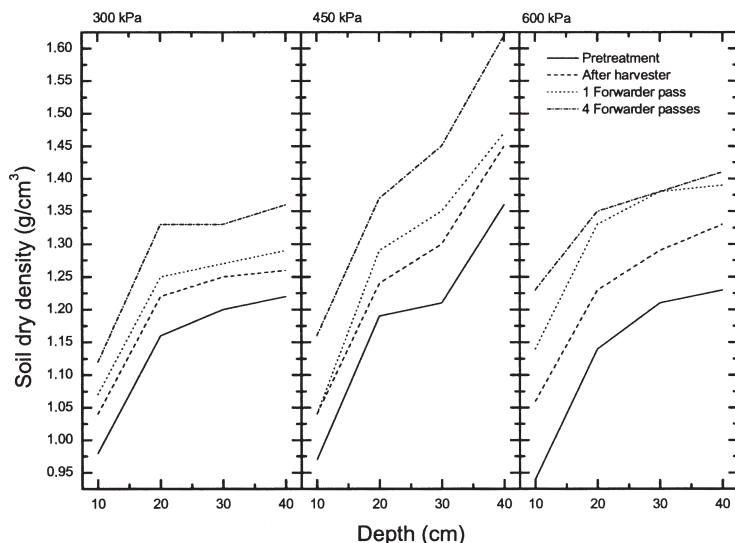 300 kPa
450 kPa
600 kPa
Pretreatment
After harvester
1 Forwarder pass
4 Forwarder passes
Soil dry density (g/cm³)
1.60
1.55
1.50
1.45
1.40
1.35
1.30
1.25
1.20
1.15
1.10
1.05
1.00
0.95
10 20 30 40 10 20 30 40 10 20 30 40
Depth (cm)